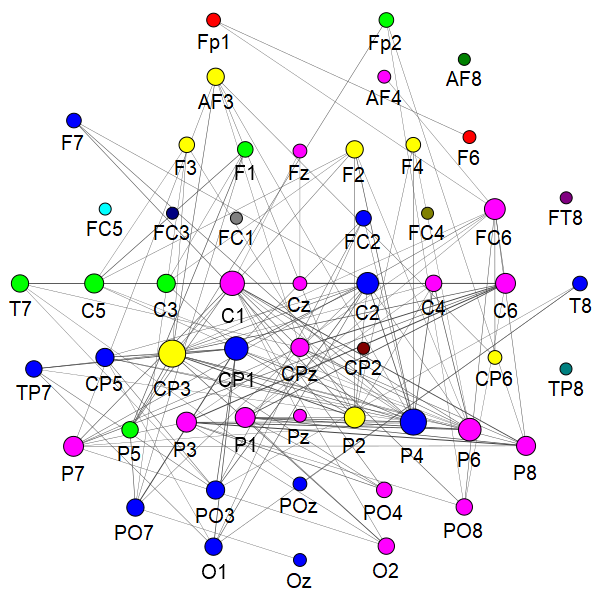 Fp1 Fp2
AF3 AF4 AF8
F7 F3 F1 Fz F2 F4 F6
FC5 FC3 FC1 FC2 FC4 FC6 FT8
T7 C5 C3 C1 Cz C2 C4 C6 T8
TP7 CP5 CP3 CP1 CPz CP2 CP6 TP8
P7 P5 P3 P1 Pz P2 P4 P6 P8
PO7 PO3 POz PO4 PO8
O1 Oz O2